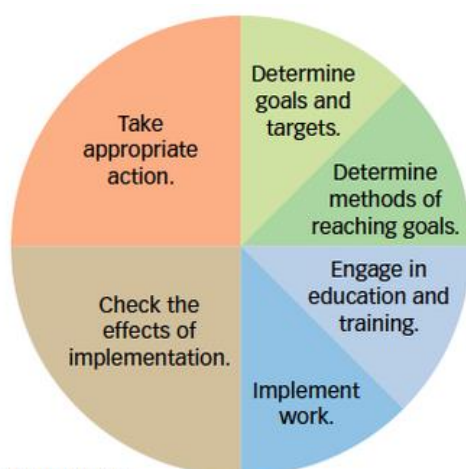 Determine
goals and
targets.
Determine
methods of
reaching goals.
Engage in
education and
training.
Implement
work.
Check the
effects of
implementation.
Take
appropriate
action.